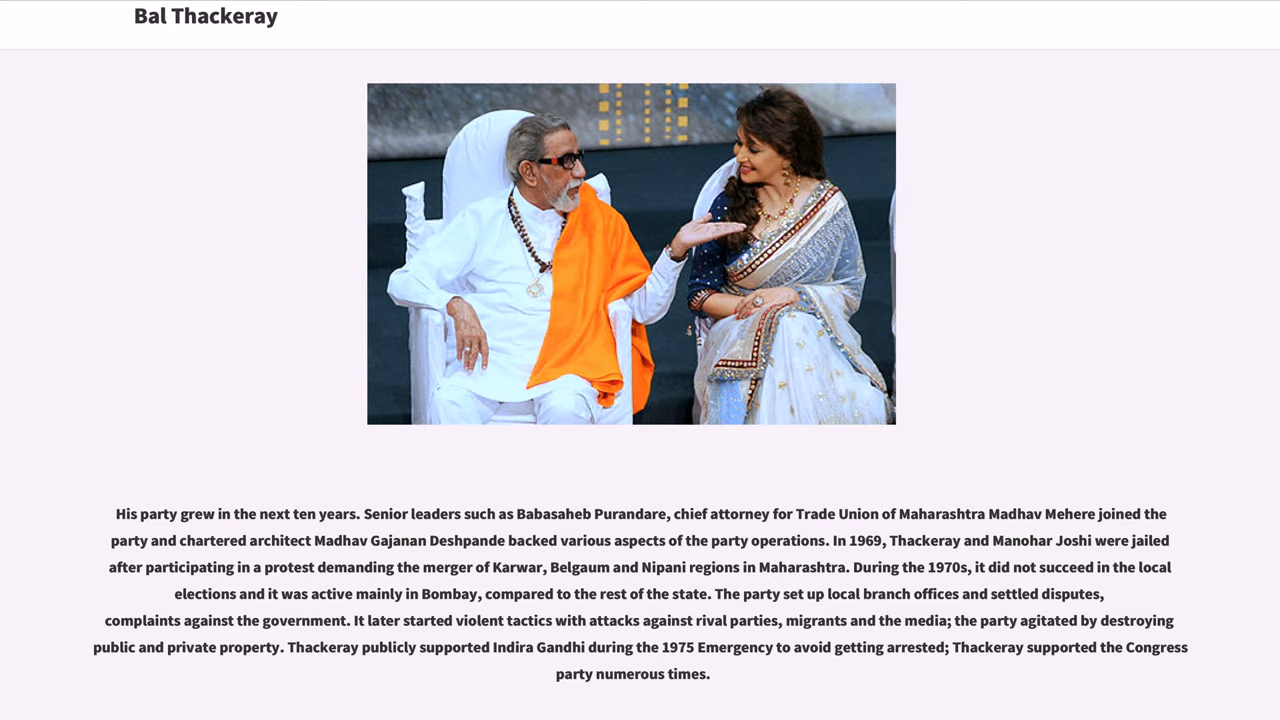 Bal Thackeray
His party grew in the next ten years. Senior leaders such as Babasaheb Purandare, chief attorney for Trade Union of Maharashtra Madhav Mehere joined the
party and chartered architect Madhav Gajanan Deshpande backed various aspects of the party operations. In 1969, Thackeray and Manohar Joshi were jailed
after participating in a protest demanding the merger of Karwar, Belgaum and Nipani regions in Maharashtra. During the 1970s, it did not succeed in the local
elections and it was active mainly in Bombay, compared to the rest of the state. The party set up local branch offices and settled disputes,
complaints against the government. It later started violent tactics with attacks against rival parties, migrants and the media; the party agitated by destroying
public and private property. Thackeray publicly supported Indira Gandhi during the 1975 Emergency to avoid getting arrested; Thackeray supported the Congress
party numerous times.